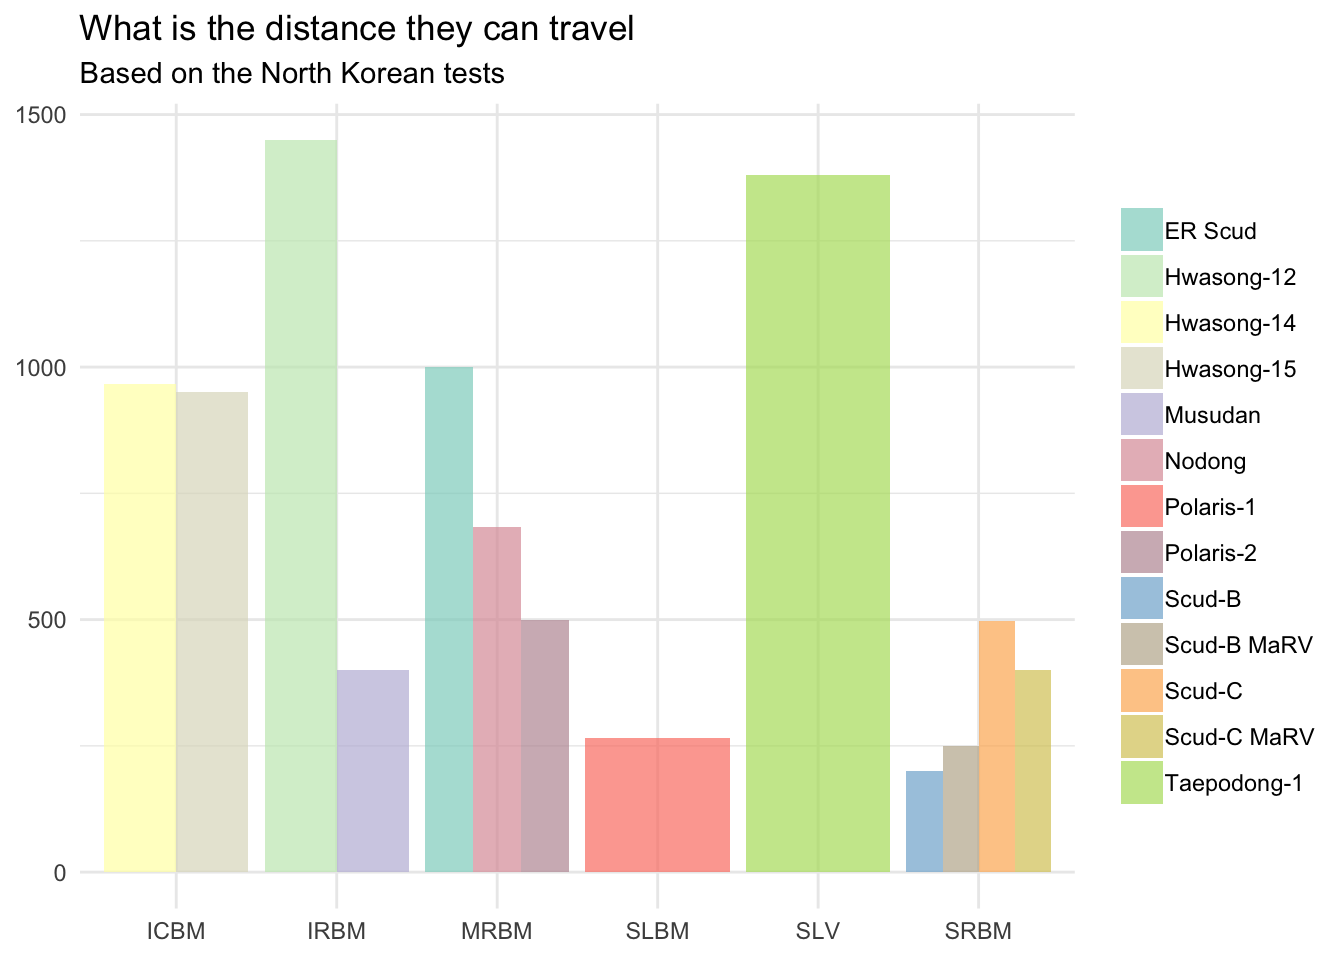 What is the distance they can travel
Based on the North Korean tests
1500
1000
500
0
ICBM IRBM MRBM SLBM SLV SRBM
ER Scud
Hwasong-12
Hwasong-14
Hwasong-15
Musudan
Nodong
Polaris-1
Polaris-2
Scud-B
Scud-B MaRV
Scud-C
Scud-C MaRV
Taepodong-1